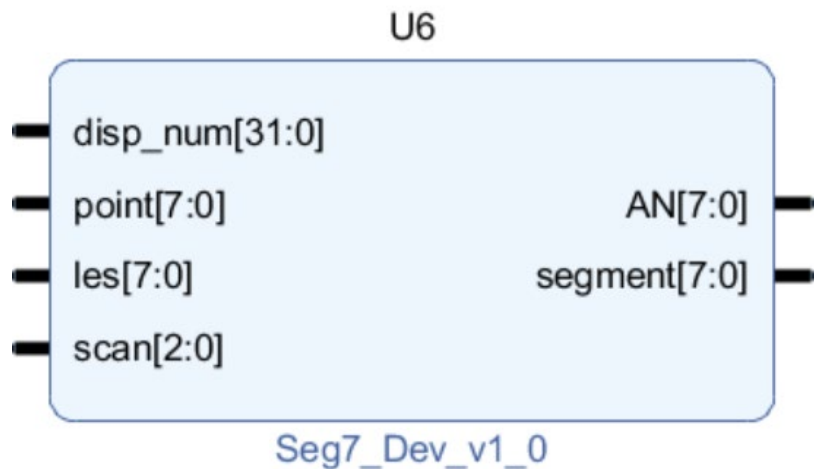 U6
disp_num[31:0]
point[7:0]
les[7:0]
scan[2:0]
AN[7:0]
segment[7:0]
Seg7_Dev_v1_0